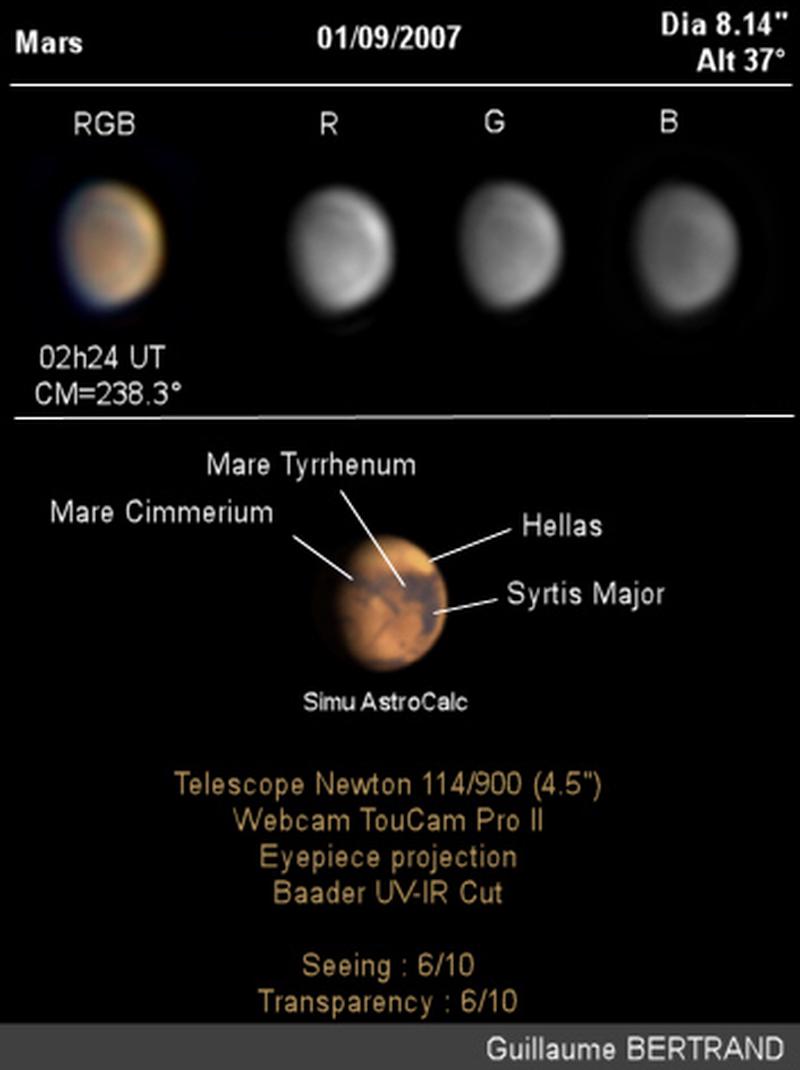 Mars
01/09/2007
Dia 8.14"
Alt 37°
RGB
R
G
B
02h24 UT
CM=238.3°
Mare Tyrrhenum
Mare Cimmerium
Hellas
Syrtis Major
Simu AstroCalc
Telescope Newton 114/900 (4.5")
Webcam TouCam Pro II
Eyepiece projection
Baader UV-IR Cut
Seeing : 6/10
Transparency : 6/10
Guillaume BERTRAND